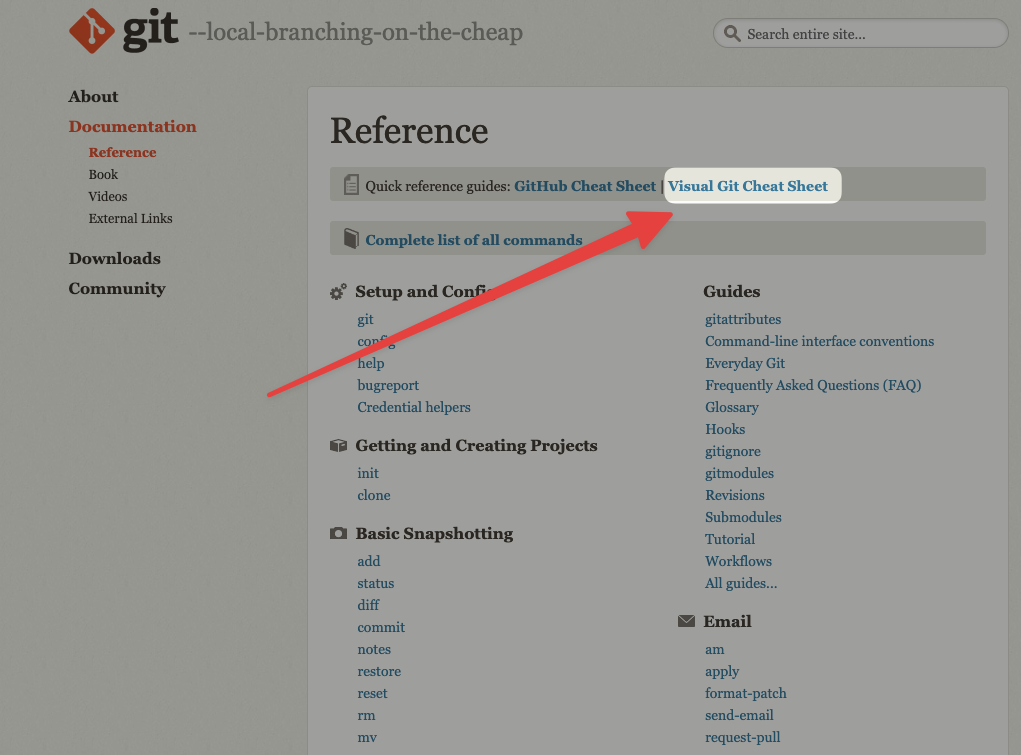 git --local-branching-on-the-cheap
Search entire site...
About
Documentation
Reference
Book
Videos
External Links
Downloads
Community
Reference
Quick reference guides: GitHub Cheat Sheet | Visual Git Cheat Sheet
Complete list of all commands
Setup and Config
git
config
help
bugreport
Credential helpers
Getting and Creating Projects
init
clone
Basic Snapshotting
add
status
diff
commit
notes
restore
reset
rm
mv
Guides
gitattributes
Command-line interface conventions
Everyday Git
Frequently Asked Questions (FAQ)
Glossary
Hooks
gitignore
gitmodules
Revisions
Submodules
Tutorial
Workflows
All guides...
Email
am
apply
format-patch
send-email
request-pull